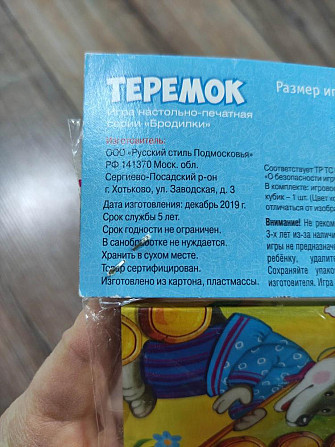 ТЕРЕМОК
Игра настольно-печатная
серии «Бродилки»
Изготовитель:
ООО «Русский стиль Подмосковья»
РФ 141370 Моск. обл.
Сергиево-Посадский р-он
г. Хотьково, ул. Заводская, д. 3
Дата изготовления: декабрь 2019 г.
Срок службы 5 лет.
Срок годности не ограничен.
В санобработке не нуждается.
Хранить в сухом месте.
Товар сертифицирован.
Изготовлено из картона, пластмассы.
Размер иг
Соответствует ТР ТС
«О безопасности игру
В комплекте: игровое
кубик – 1 шт. (Цвет
отличаться от изобра
Внимание! Не реком
3-х лет из-за налич
игры не предназнач
ребёнку, удалит
Сохраняйте упак
изготовителя. Игра